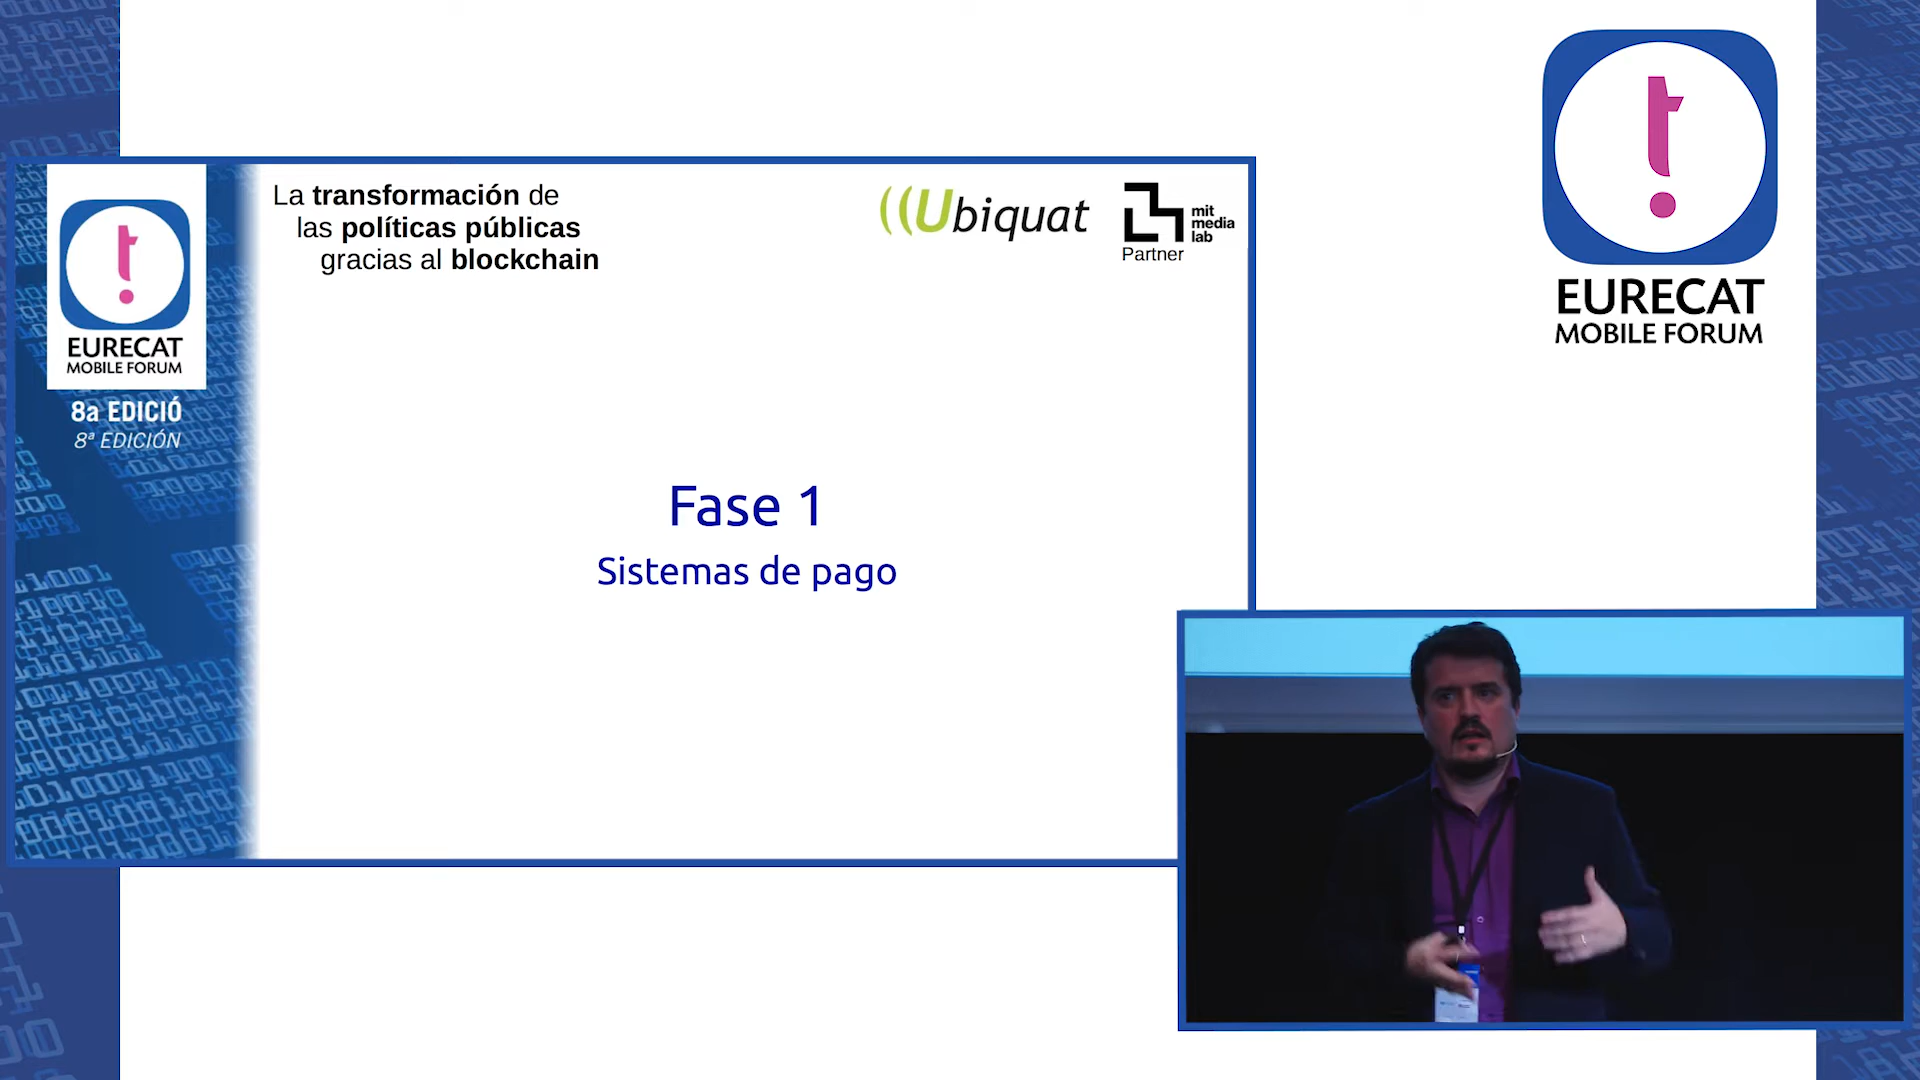 EURECAT
MOBILE FORUM
8a EDICIÓ
8ª EDICIÓN
La transformación de
las políticas públicas
gracias al blockchain
Ubiquat
mit
media
lab
Partner
Fase 1
Sistemas de pago
EURECAT
MOBILE FORUM